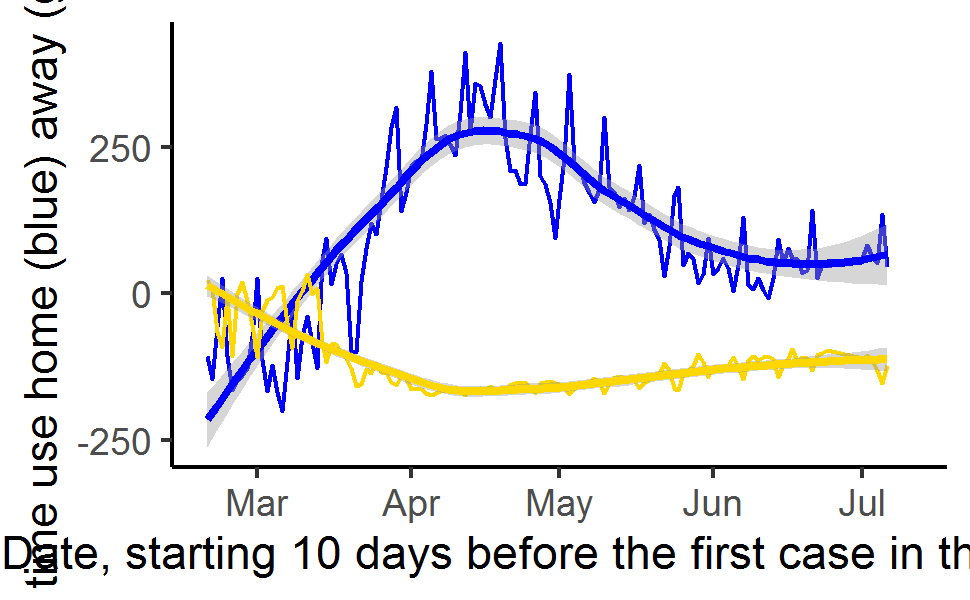 time use home (blue) away (
250
0
-250
Mar Apr May Jun Jul
Date, starting 10 days before the first case in th